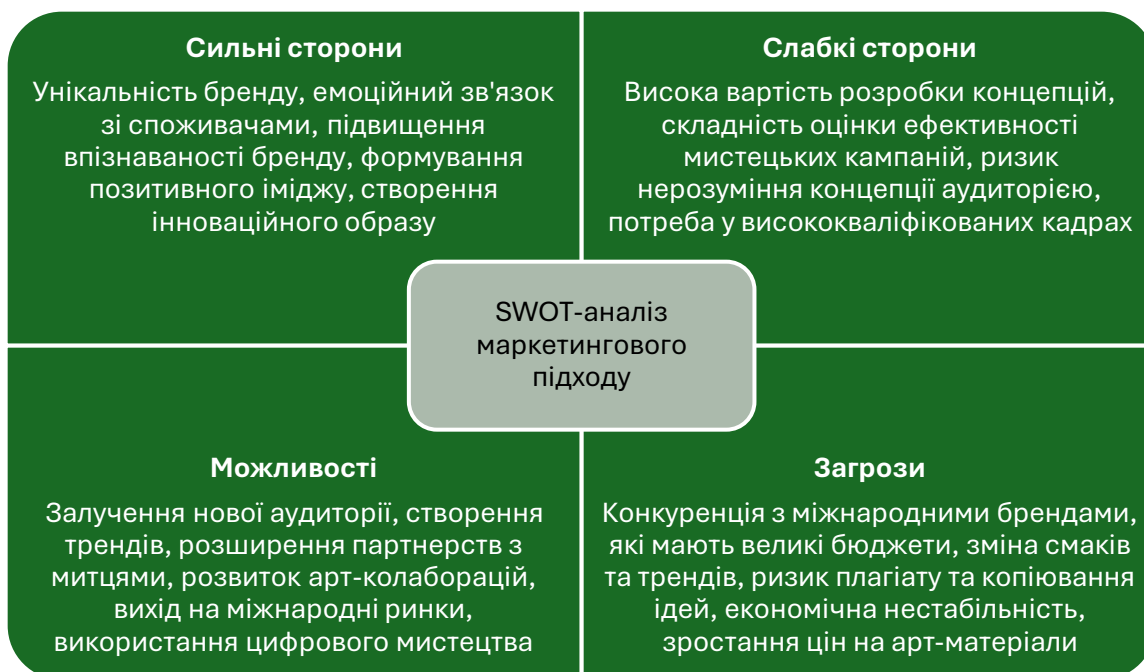 Сильні сторони
Унікальність бренду, емоційний зв'язок
зі споживачами, підвищення
впізнаваності бренду, формування
позитивного іміджу, створення
інноваційного образу
Слабкі сторони
Висока вартість розробки концепцій,
складність оцінки ефективності
мистецьких кампаній, ризик
нерозуміння концепції аудиторією,
потреба у висококваліфікованих кадрах
SWOT-аналіз
маркетингового
підходу
Можливості
Залучення нової аудиторії, створення
трендів, розширення партнерств з
митцями, розвиток арт-колаборацій,
вихід на міжнародні ринки,
використання цифрового мистецтва
Загрози
Конкуренція з міжнародними брендами,
які мають великі бюджети, зміна смаків
та трендів, ризик плагіату та копіювання
ідей, економічна нестабільність,
зростання цін на арт-матеріали